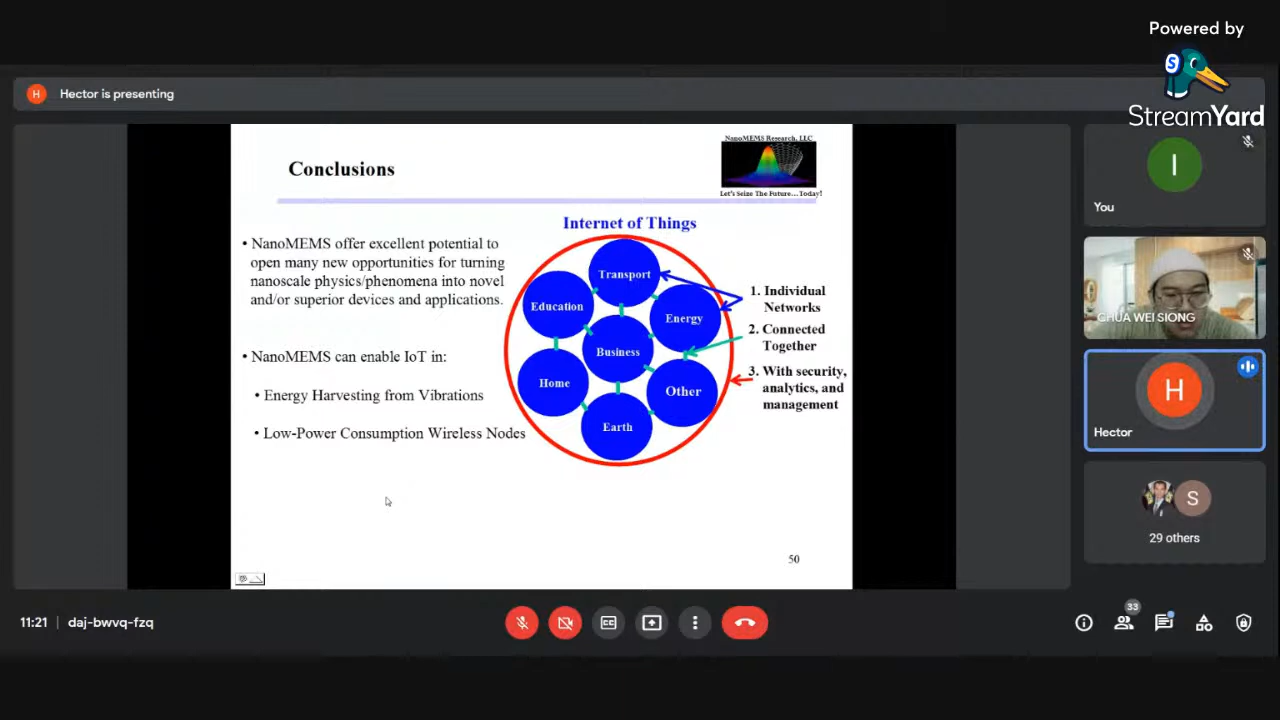 Powered by
StreamYard
H
Hector is presenting
NanoMEMS Research, LLC
Let's Seize The Future…Today!
Conclusions
Internet of Things
• NanoMEMS offer excellent potential to
open many new opportunities for turning
nanoscale physics/phenomena into novel
and/or superior devices and applications.
• NanoMEMS can enable IoT in:
• Energy Harvesting from Vibrations
• Low-Power Consumption Wireless Nodes
Transport
Education
Energy
Business
Home
Other
Earth
1. Individual
Networks
2. Connected
Together
3. With security,
analytics, and
management
50
I
You
CHUA WEI SIONG
H
Hector
S
29 others
11:21 | daj-bwvq-fzq
CC
33